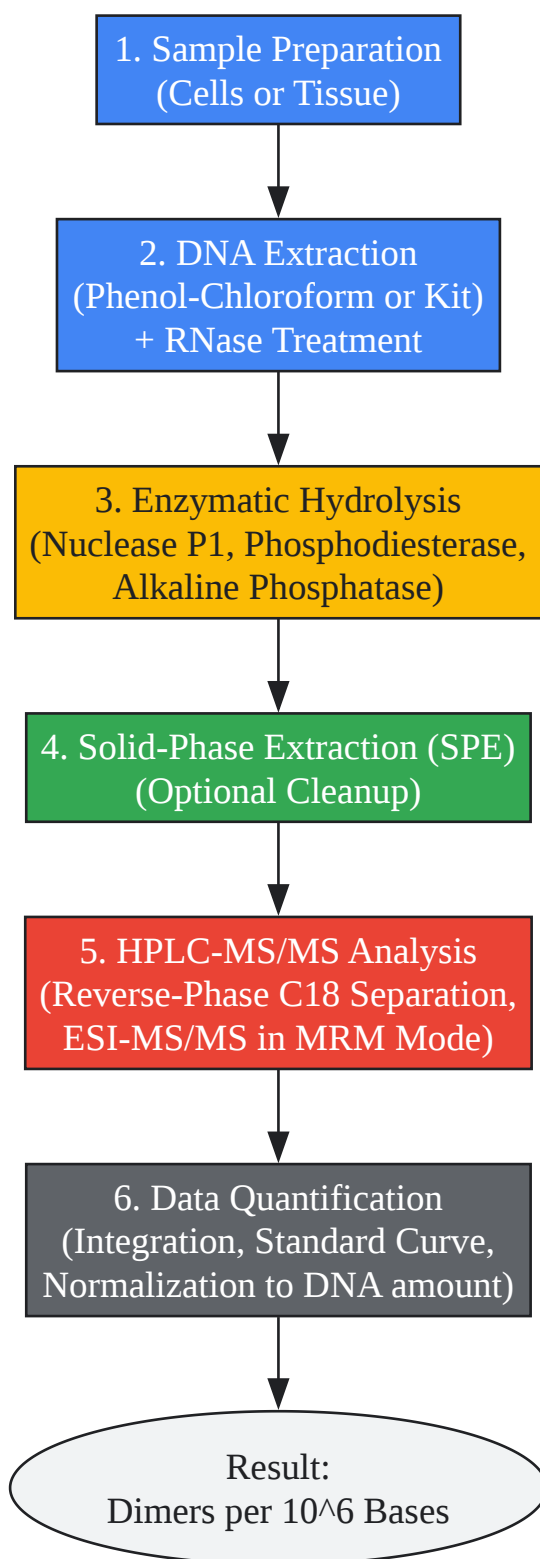 1. Sample Preparation
(Cells or Tissue)
2. DNA Extraction
(Phenol-Chloroform or Kit)
+ RNase Treatment
3. Enzymatic Hydrolysis
(Nuclease P1, Phosphodiesterase,
Alkaline Phosphatase)
4. Solid-Phase Extraction (SPE)
(Optional Cleanup)
5. HPLC-MS/MS Analysis
(Reverse-Phase C18 Separation,
ESI-MS/MS in MRM Mode)
6. Data Quantification
(Integration, Standard Curve,
Normalization to DNA amount)
Result:
Dimers per 10^6 Bases